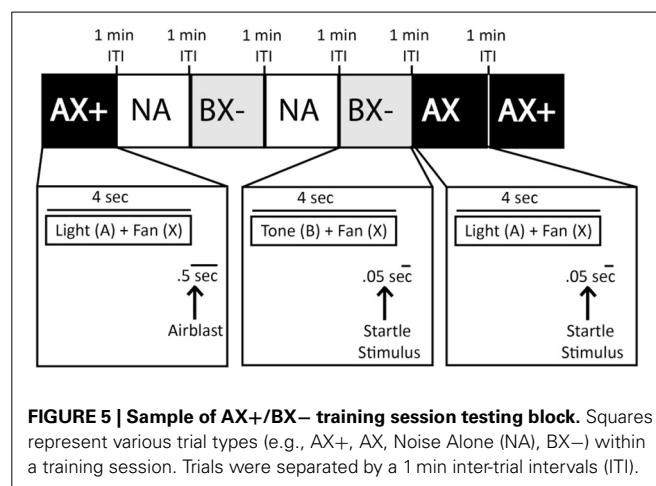 1 min 1 min 1 min 1 min 1 min 1 min
ITI ITI ITI ITI ITI ITI
AX+ NA BX- NA BX- AX AX+
4 sec 4 sec 4 sec
Light (A) + Fan (X) Tone (B) + Fan (X) Light (A) + Fan (X)
.5 sec .05 sec .05 sec
Airblast Startle Startle
Stimulus Stimulus
FIGURE 5 | Sample of AX+/BX− training session testing block. Squares
represent various trial types (e.g., AX+, AX, Noise Alone (NA), BX−) within
a training session. Trials were separated by a 1 min inter-trial intervals (ITI).